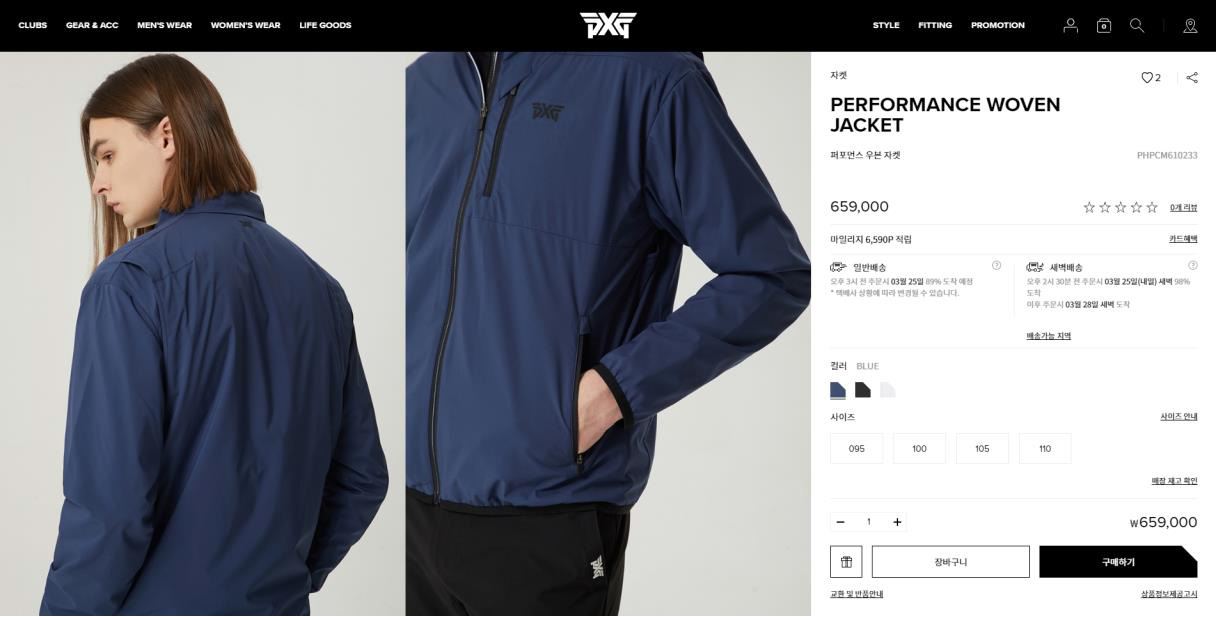 CLUBS GEAR & ACC MEN'S WEAR WOMEN'S WEAR LIFE GOODS PXG STYLE FITTING PROMOTION 0
자켓 2
PERFORMANCE WOVEN
JACKET
퍼포먼스 우븐 자켓 PHPCM610233
659,000 0개 리뷰
마일리지 6,590P 적립 카드혜택
일반배송 ?
오후 3시 전 주문시 03월 25일 89% 도착 예정
* 택배사 상황에 따라 변경될 수 있습니다.
새벽배송 ?
오후 2시 30분 전 주문시 03월 25일(내일) 새벽 98%
도착
이후 주문시 03월 28일 새벽 도착
배송가능 지역
컬러 BLUE
사이즈 사이즈 안내
095 100 105 110
매장 재고 확인
− 1 + ₩659,000
장바구니 구매하기
교환 및 반품안내 상품정보제공고시
PXG
PXG